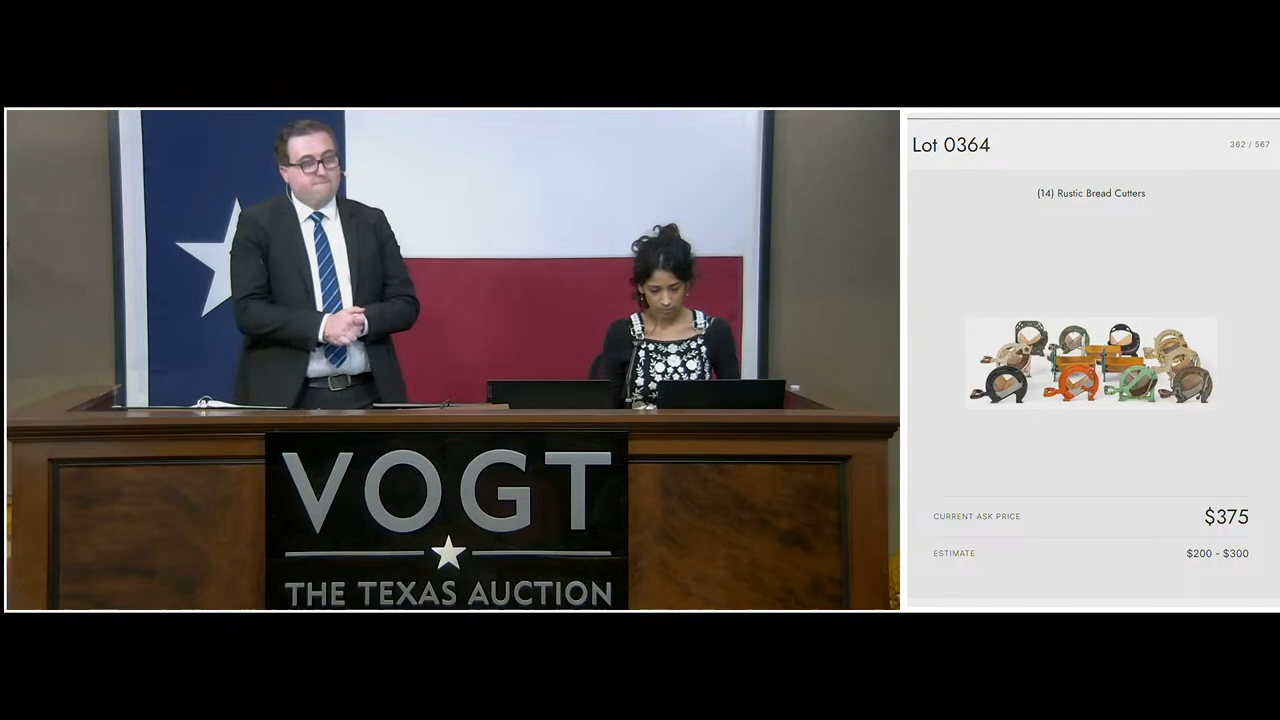 Lot 0364
362 / 567
(14) Rustic Bread Cutters
CURRENT ASK PRICE
$375
ESTIMATE
$200 - $300
VOGT
THE TEXAS AUCTION